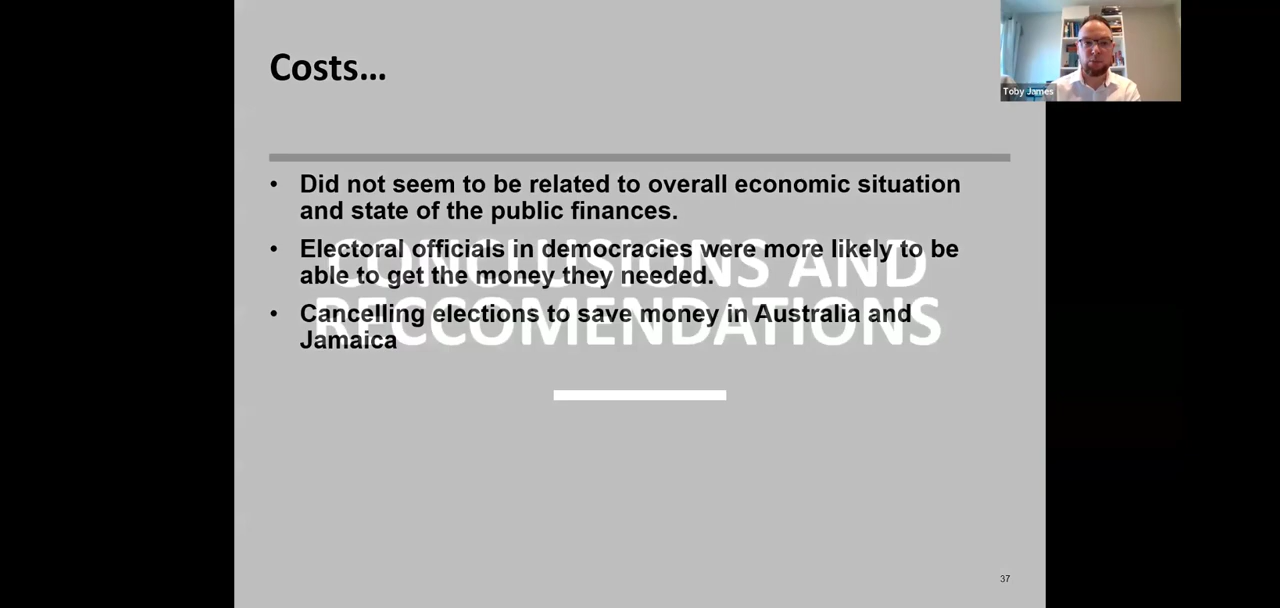 Costs...
Toby James
• Did not seem to be related to overall economic situation
and state of the public finances.
• Electoral officials in democracies were more likely to be
able to get the money they needed.
• Cancelling elections to save money in Australia and
Jamaica
CONCLUSIONS AND
RECCOMENDATIONS
37